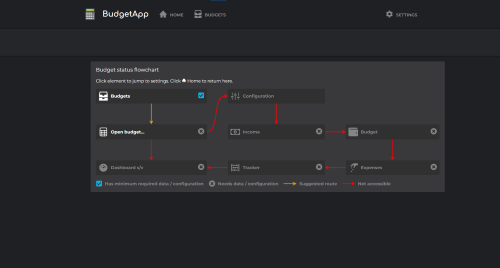 BudgetApp
HOME
BUDGETS
SETTINGS
Budget status flowchart
Click element to jump to settings. Click Home to return here.
Budgets
Configuration
Open budget...
Income
Budget
Tracker
Expenses
Has minimum required data / configuration
Needs data / configuration
Suggested route
Not accessible